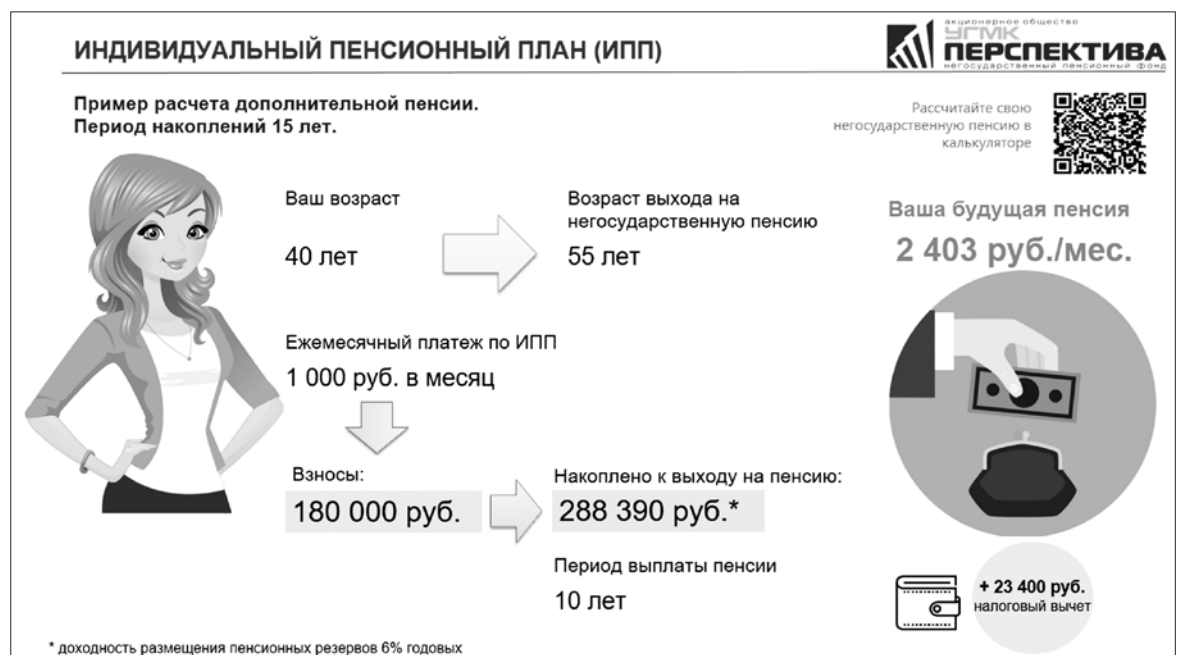 ИНДИВИДУАЛЬНЫЙ ПЕНСИОННЫЙ ПЛАН (ИПП)
акционерное общество
УГМК
ПЕРСПЕКТИВА
негосударственный пенсионный фонд
Пример расчета дополнительной пенсии.
Период накоплений 15 лет.
Рассчитайте свою
негосударственную пенсию в
калькуляторе
Ваш возраст
40 лет
Возраст выхода на
негосударственную пенсию
55 лет
Ваша будущая пенсия
2 403 руб./мес.
Ежемесячный платеж по ИПП
1 000 руб. в месяц
Взносы:
180 000 руб.
Накоплено к выходу на пенсию:
288 390 руб.*
Период выплаты пенсии
10 лет
+ 23 400 руб.
налоговый вычет
* доходность размещения пенсионных резервов 6% годовых